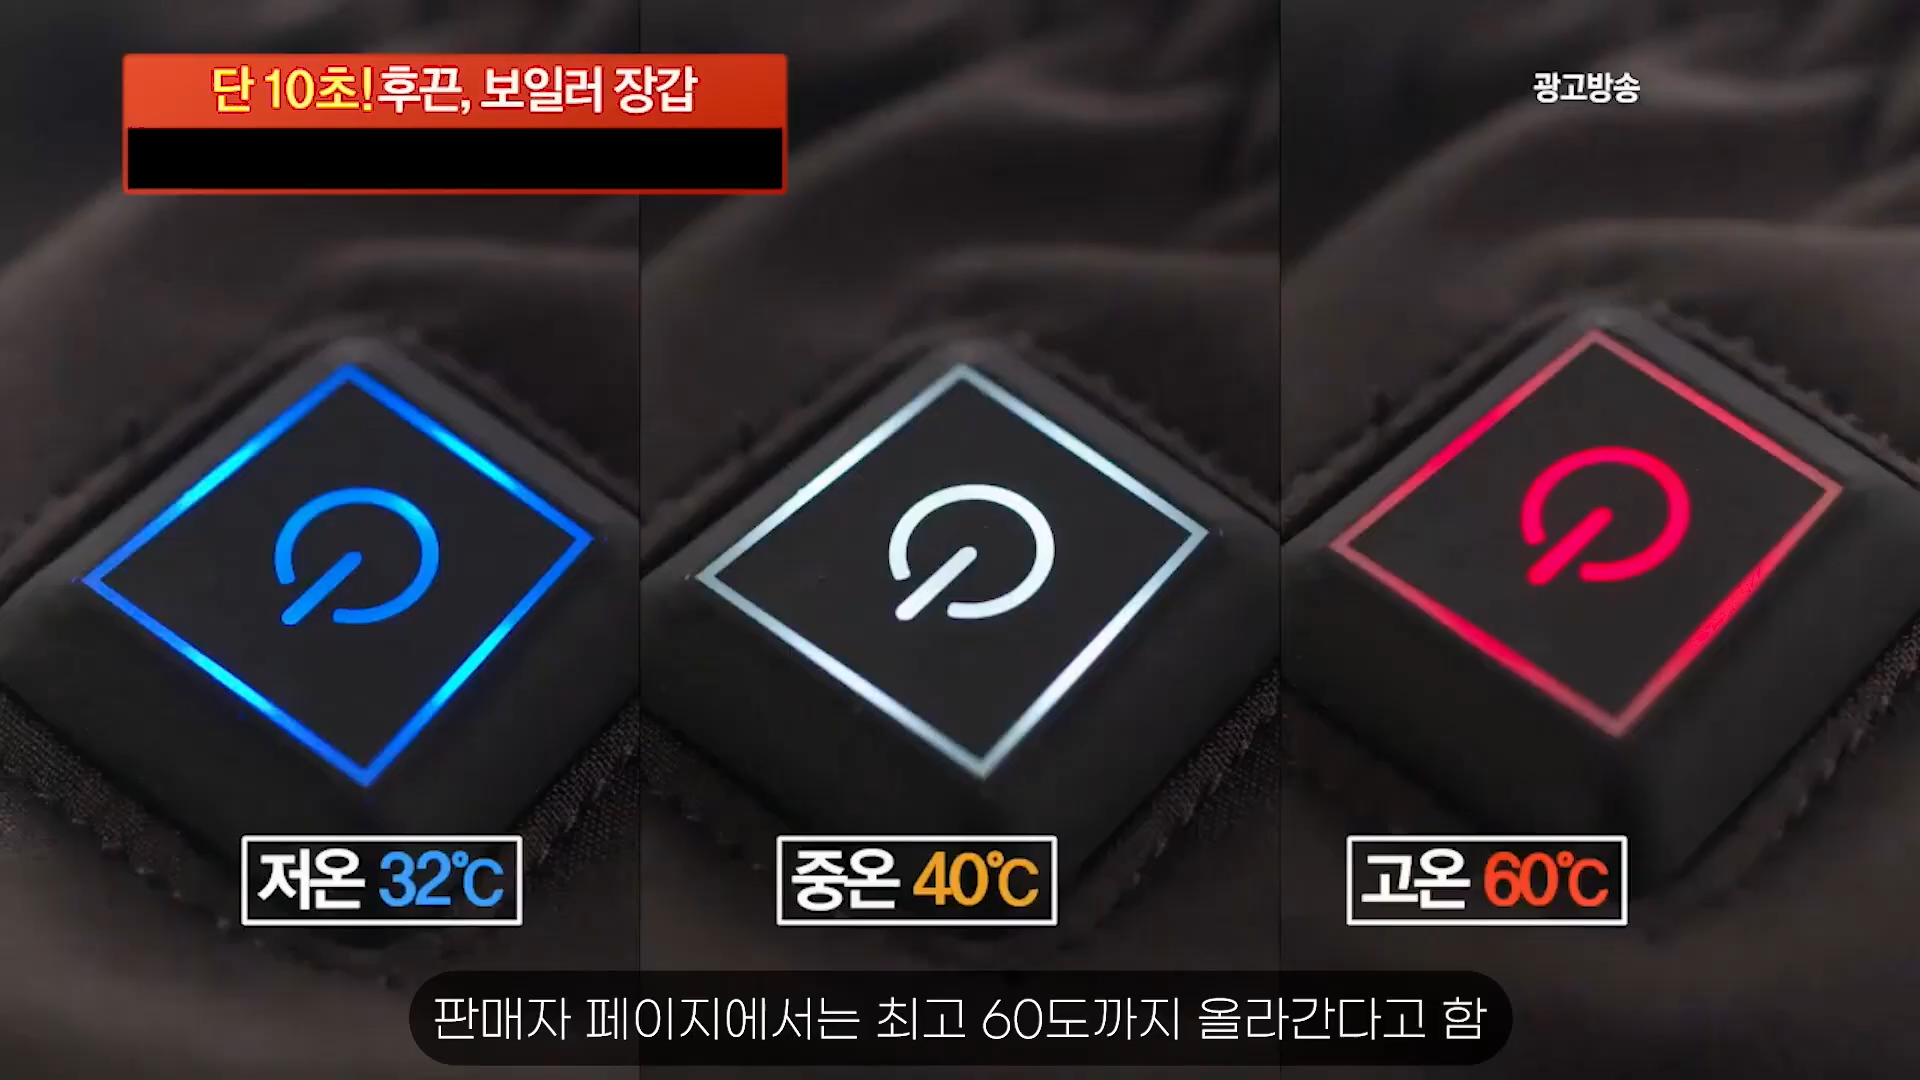 단 10초! 후끈, 보일러 장갑
광고방송
저온 32℃
중온 40℃
고온 60℃
판매자 페이지에서는 최고 60도까지 올라간다고 함